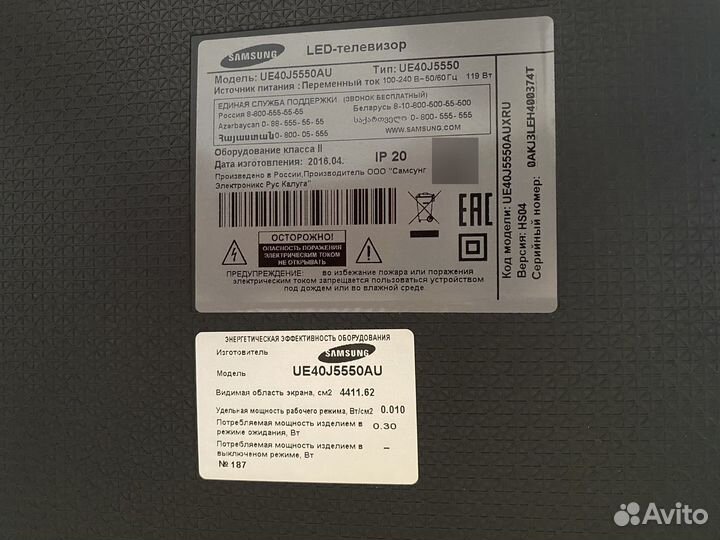 SAMSUNG
LED-телевизор
Модель: UE40J5550AU Тип: UE40J5550
Источник питания : Переменный ток 100-240 В~50/60 Гц 119 Вт
ЕДИНАЯ СЛУЖБА ПОДДЕРЖКИ. (ЗВОНОК БЕСПЛАТНЫЙ)
Россия 8-800-555-55-55 Беларусь 8-10-800-500-55-500
Azərbaycan 0-88-555-55-55 საქართველო 0-800-555-555
Հայաստան 0-800-05-555 WWW.SAMSUNG.COM
Оборудование класса II
Дата изготовления: 2016.04. IP 20
Произведено в России,Производитель ООО "Самсунг
Электроникс Рус Калуга"
EAC
ОСТОРОЖНО!
ОПАСНОСТЬ ПОРАЖЕНИЯ
ЭЛЕКТРИЧЕСКИМ ТОКОМ
НЕ ОТКРЫВАТЬ
ПРЕДУПРЕЖДЕНИЕ: во избежание пожара или поражения
электрическим током запрещается пользоваться устройством
под дождем или во влажной среде.
Код модели: UE40J5550AUXRU
Версия: HS04
Серийный номер: 0AKJ3LEH400374T
ЭНЕРГЕТИЧЕСКАЯ ЭФФЕКТИВНОСТЬ ОБОРУДОВАНИЯ
Изготовитель SAMSUNG
Модель UE40J5550AU
Видимая область экрана, см2 4411.62
Удельная мощность рабочего режима, Вт/см2 0.010
Потребляемая мощность изделием в
режиме ожидания, Вт 0.30
Потребляемая мощность изделием в
выключеном режиме, Вт –
№ 187
Avito